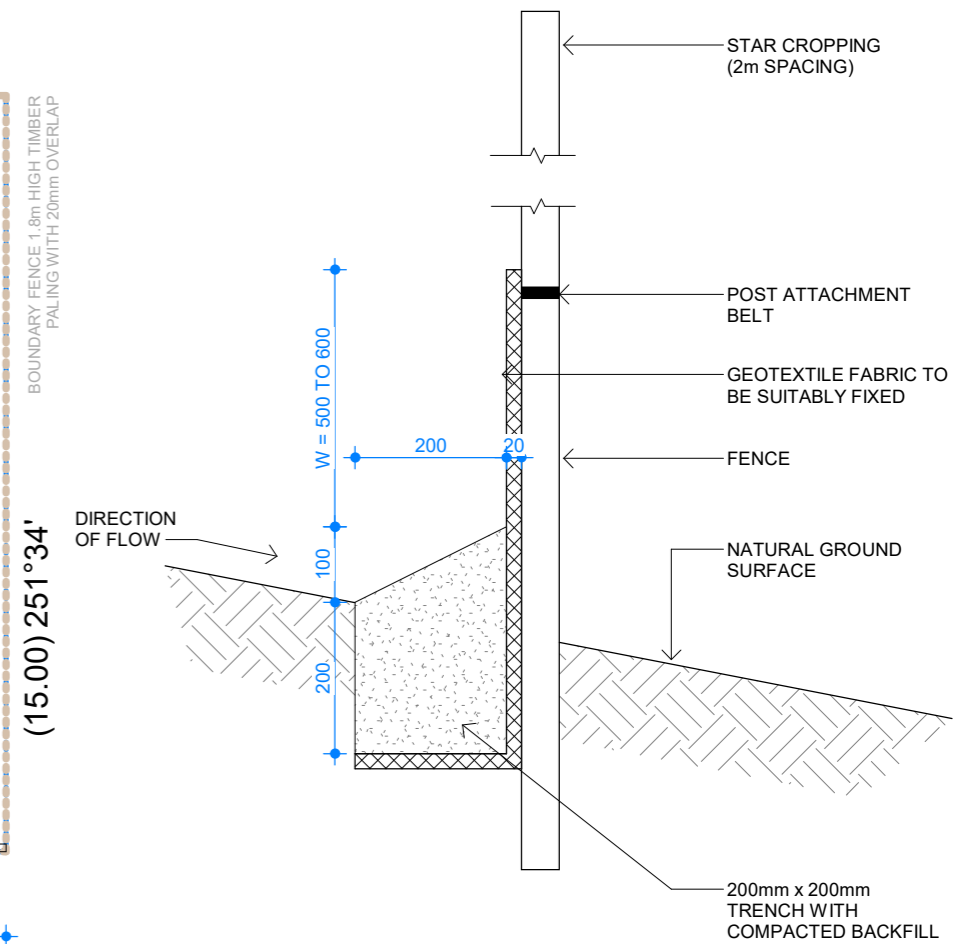 STAR CROPPING
(2m SPACING)
BOUNDARY FENCE 1.8m HIGH TIMBER
PALING WITH 20mm OVERLAP
POST ATTACHMENT
BELT
W = 500 TO 600
GEOTEXTILE FABRIC TO
BE SUITABLY FIXED
200
20
FENCE
DIRECTION
OF FLOW
(15.00) 251°34'
100
NATURAL GROUND
SURFACE
200
200mm x 200mm
TRENCH WITH
COMPACTED BACKFILL